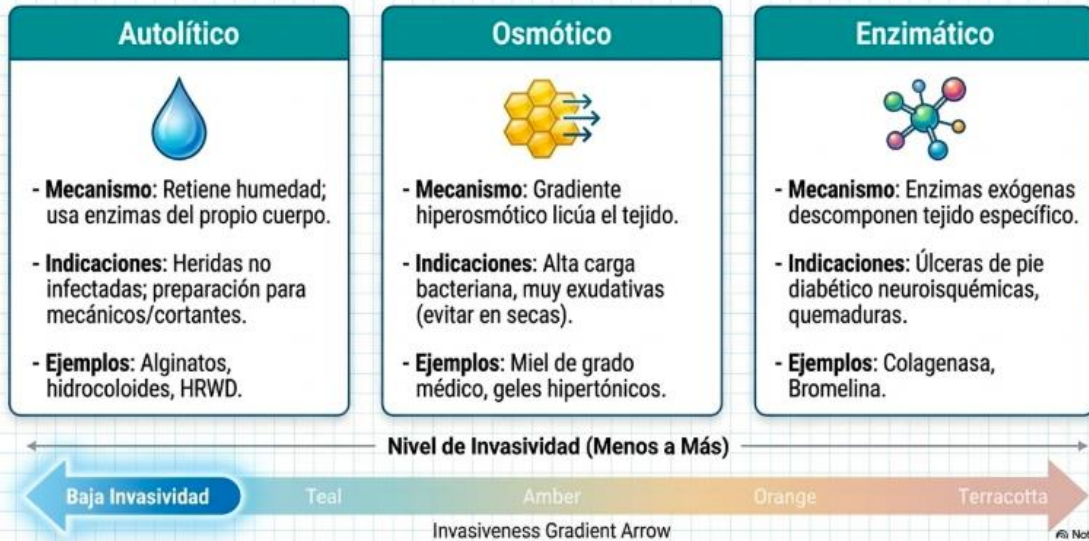 Autolítico
- Mecanismo: Retiene humedad;
usa enzimas del propio cuerpo.
- Indicaciones: Heridas no
infectadas; preparación para
mecánicos/cortantes.
- Ejemplos: Alginatos,
hidrocoloides, HRWD.
Osmótico
- Mecanismo: Gradiente
hiperosmótico licúa el tejido.
- Indicaciones: Alta carga
bacteriana, muy exudativas
(evitar en secas).
- Ejemplos: Miel de grado
médico, geles hipertónicos.
Enzimático
- Mecanismo: Enzimas exógenas
descomponen tejido específico.
- Indicaciones: Úlceras de pie
diabético neuroisquémicas,
quemaduras.
- Ejemplos: Colagenasa,
Bromelina.
Nivel de Invasividad (Menos a Más)
Baja Invasividad Teal Amber Orange Terracotta
Invasiveness Gradient Arrow